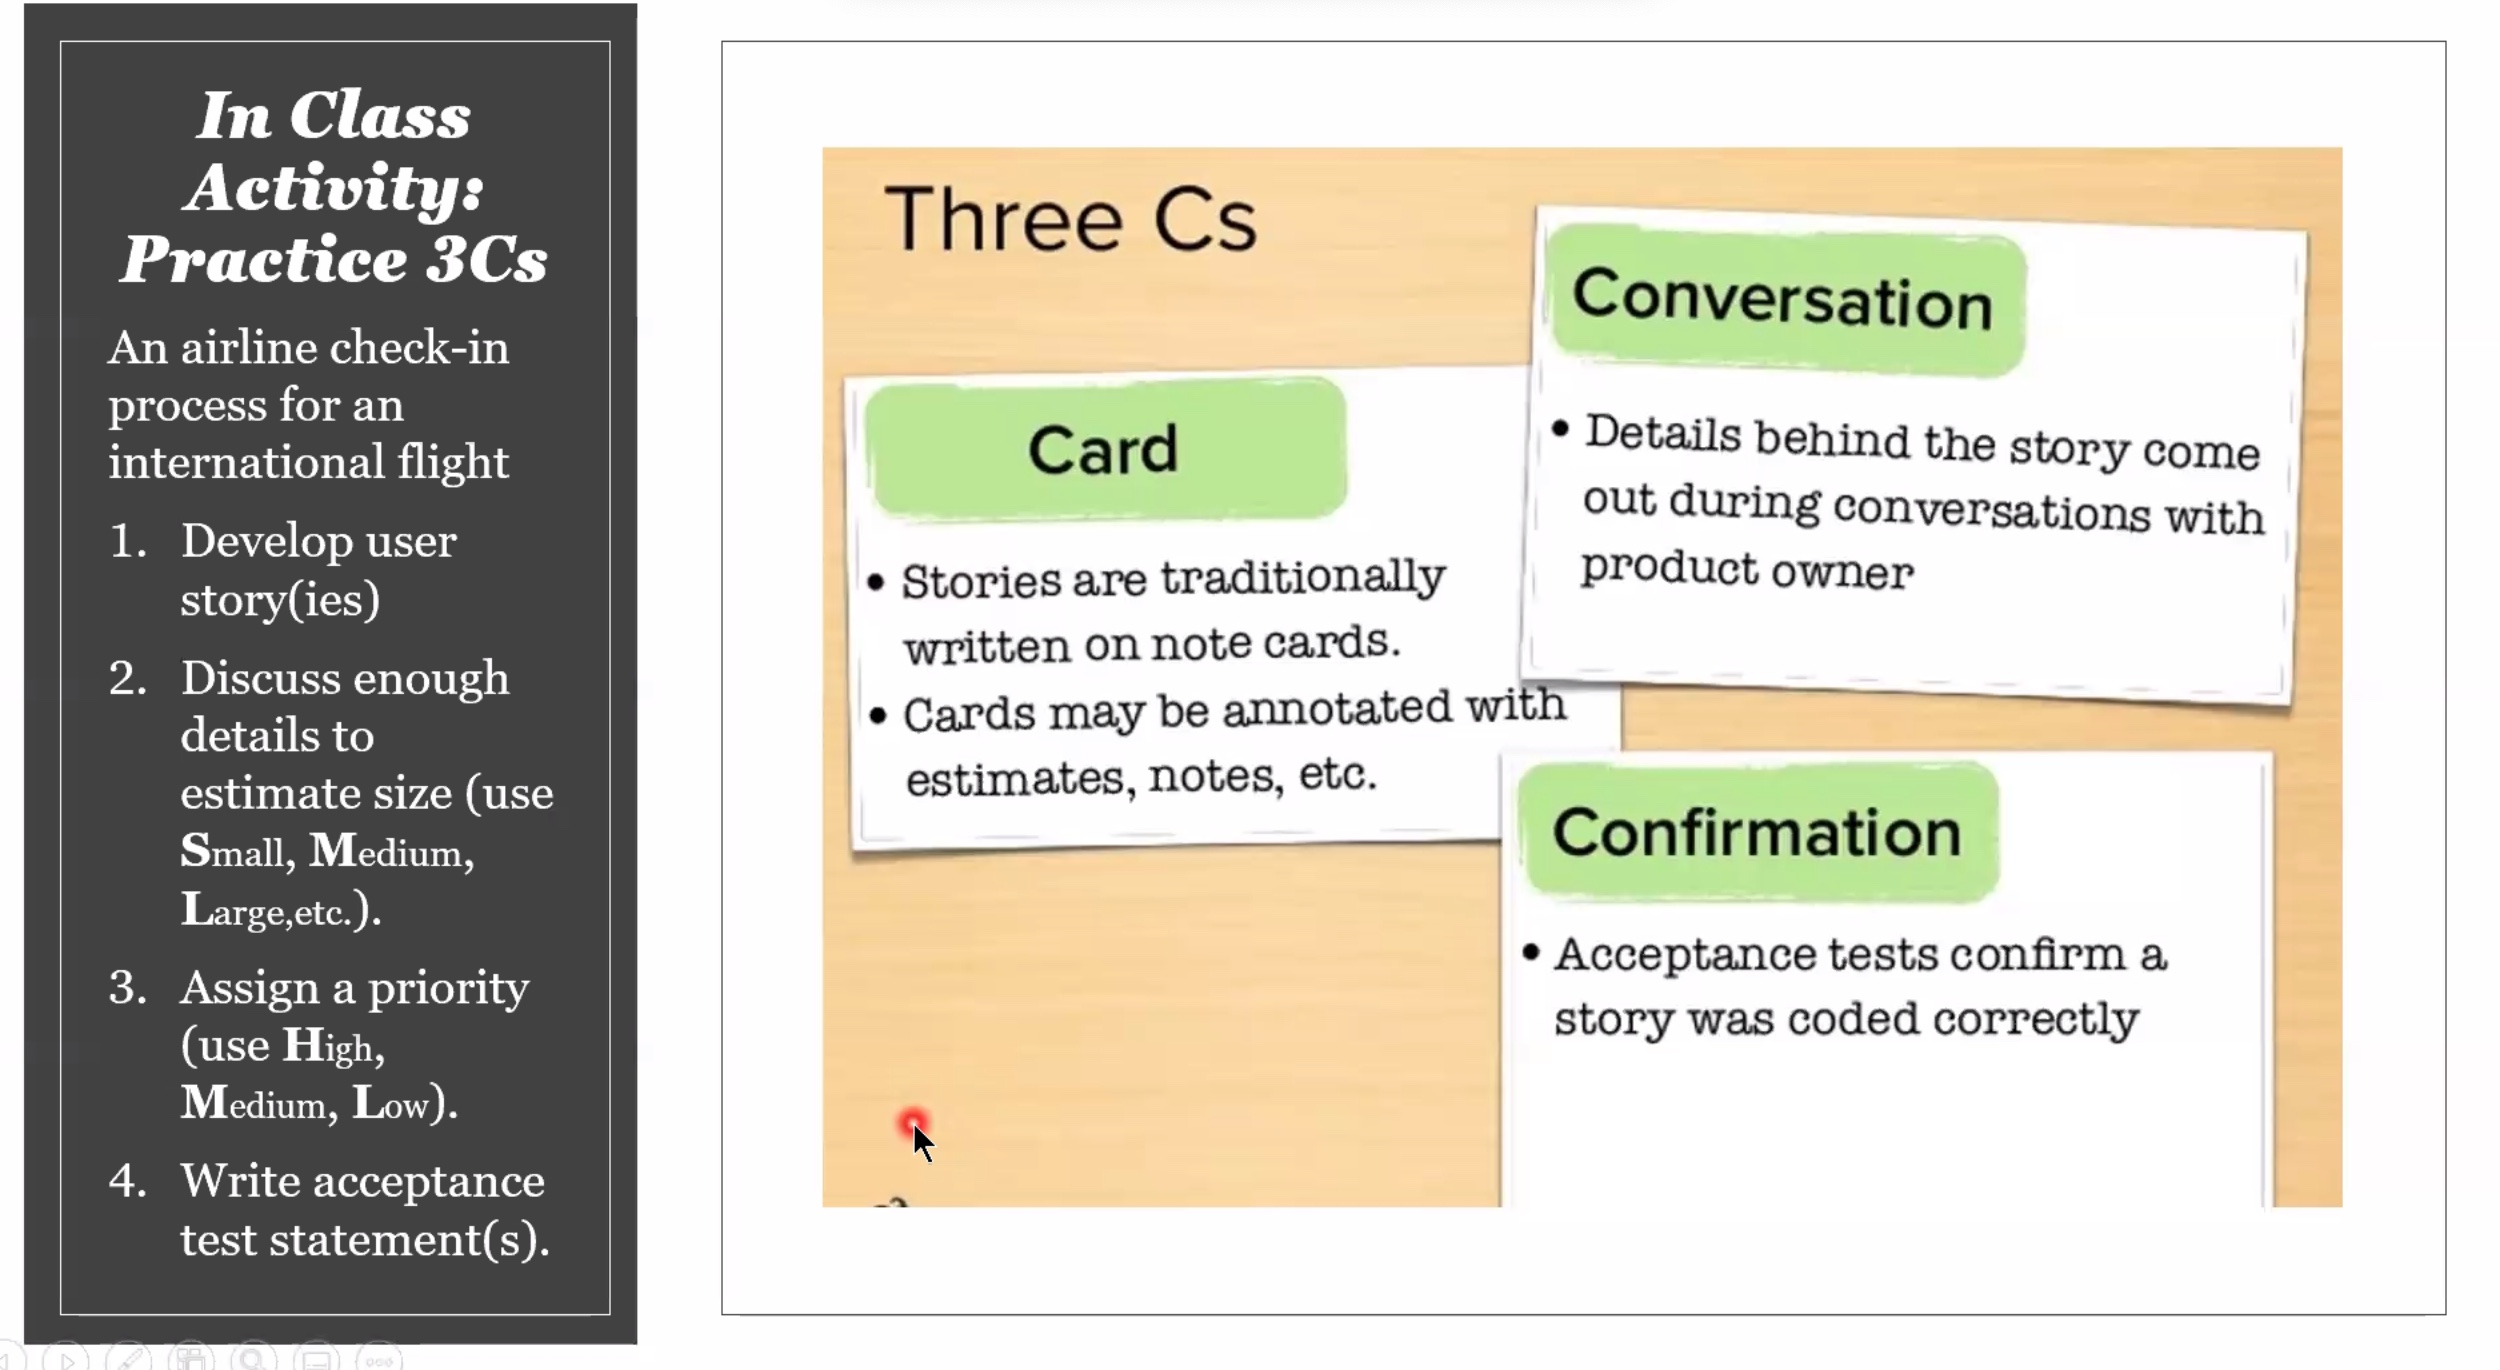 In Class
Activity:
Practice 3Cs
An airline check-in
process for an
international flight
1. Develop user
story(ies)
2. Discuss enough
details to
estimate size (use
Small, Medium,
Large,etc.).
3. Assign a priority
(use High,
Medium, Low).
4. Write acceptance
test statement(s).
Three Cs
Card
• Stories are traditionally
written on note cards.
• Cards may be annotated with
estimates, notes, etc.
Conversation
• Details behind the story come
out during conversations with
product owner
Confirmation
• Acceptance tests confirm a
story was coded correctly